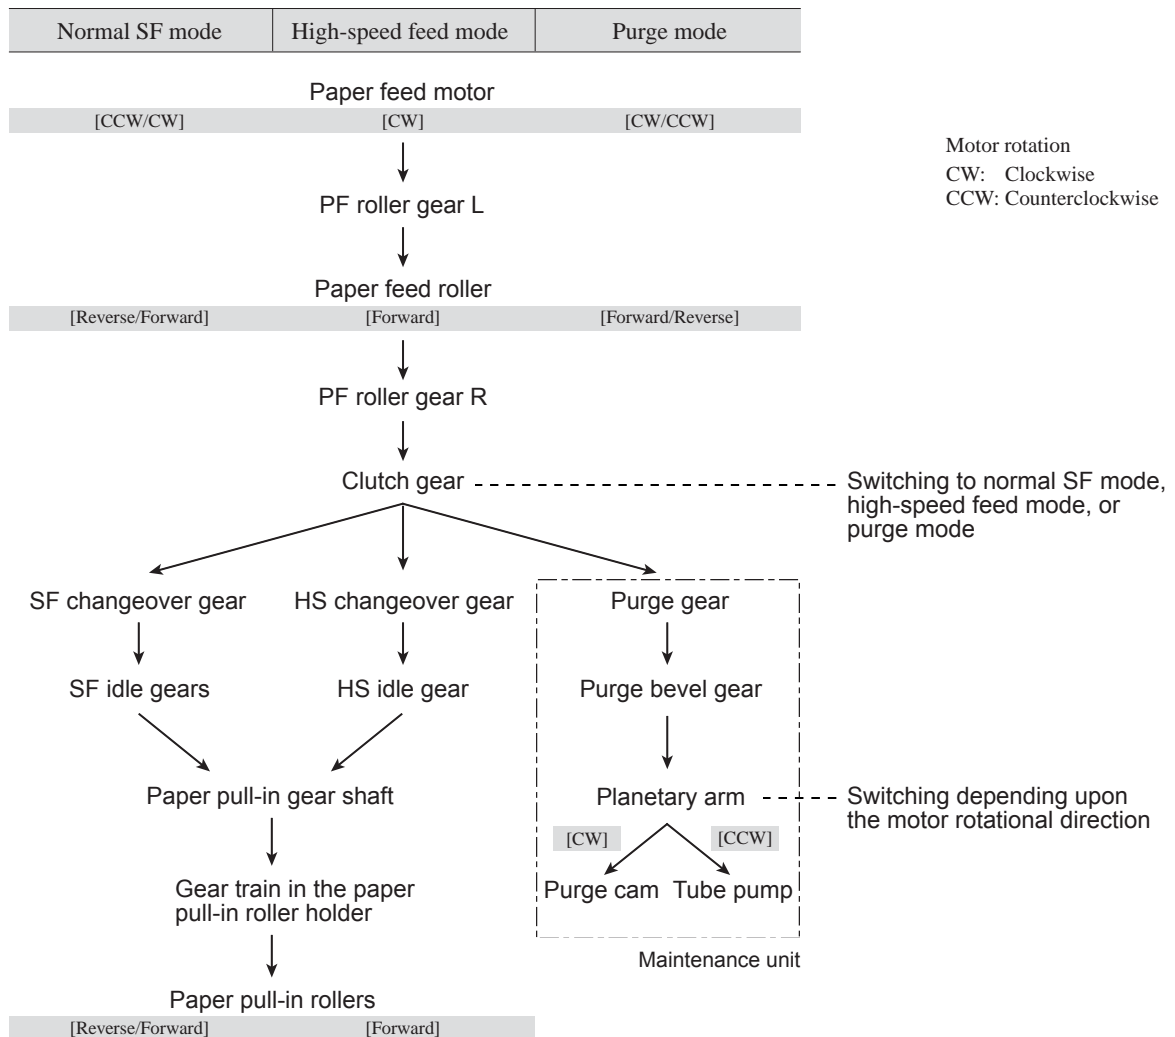 Normal SF mode High-speed feed mode Purge mode
Paper feed motor
[CCW/CW] [CW] [CW/CCW]
Motor rotation
CW: Clockwise
CCW: Counterclockwise
PF roller gear L
Paper feed roller
[Reverse/Forward] [Forward] [Forward/Reverse]
PF roller gear R
Clutch gear
Switching to normal SF mode,
high-speed feed mode, or
purge mode
SF changeover gear HS changeover gear Purge gear
SF idle gears HS idle gear Purge bevel gear
Paper pull-in gear shaft Planetary arm
Switching depending upon
the motor rotational direction
[CW] [CCW]
Purge cam Tube pump
Gear train in the paper
pull-in roller holder
Maintenance unit
Paper pull-in rollers
[Reverse/Forward] [Forward]